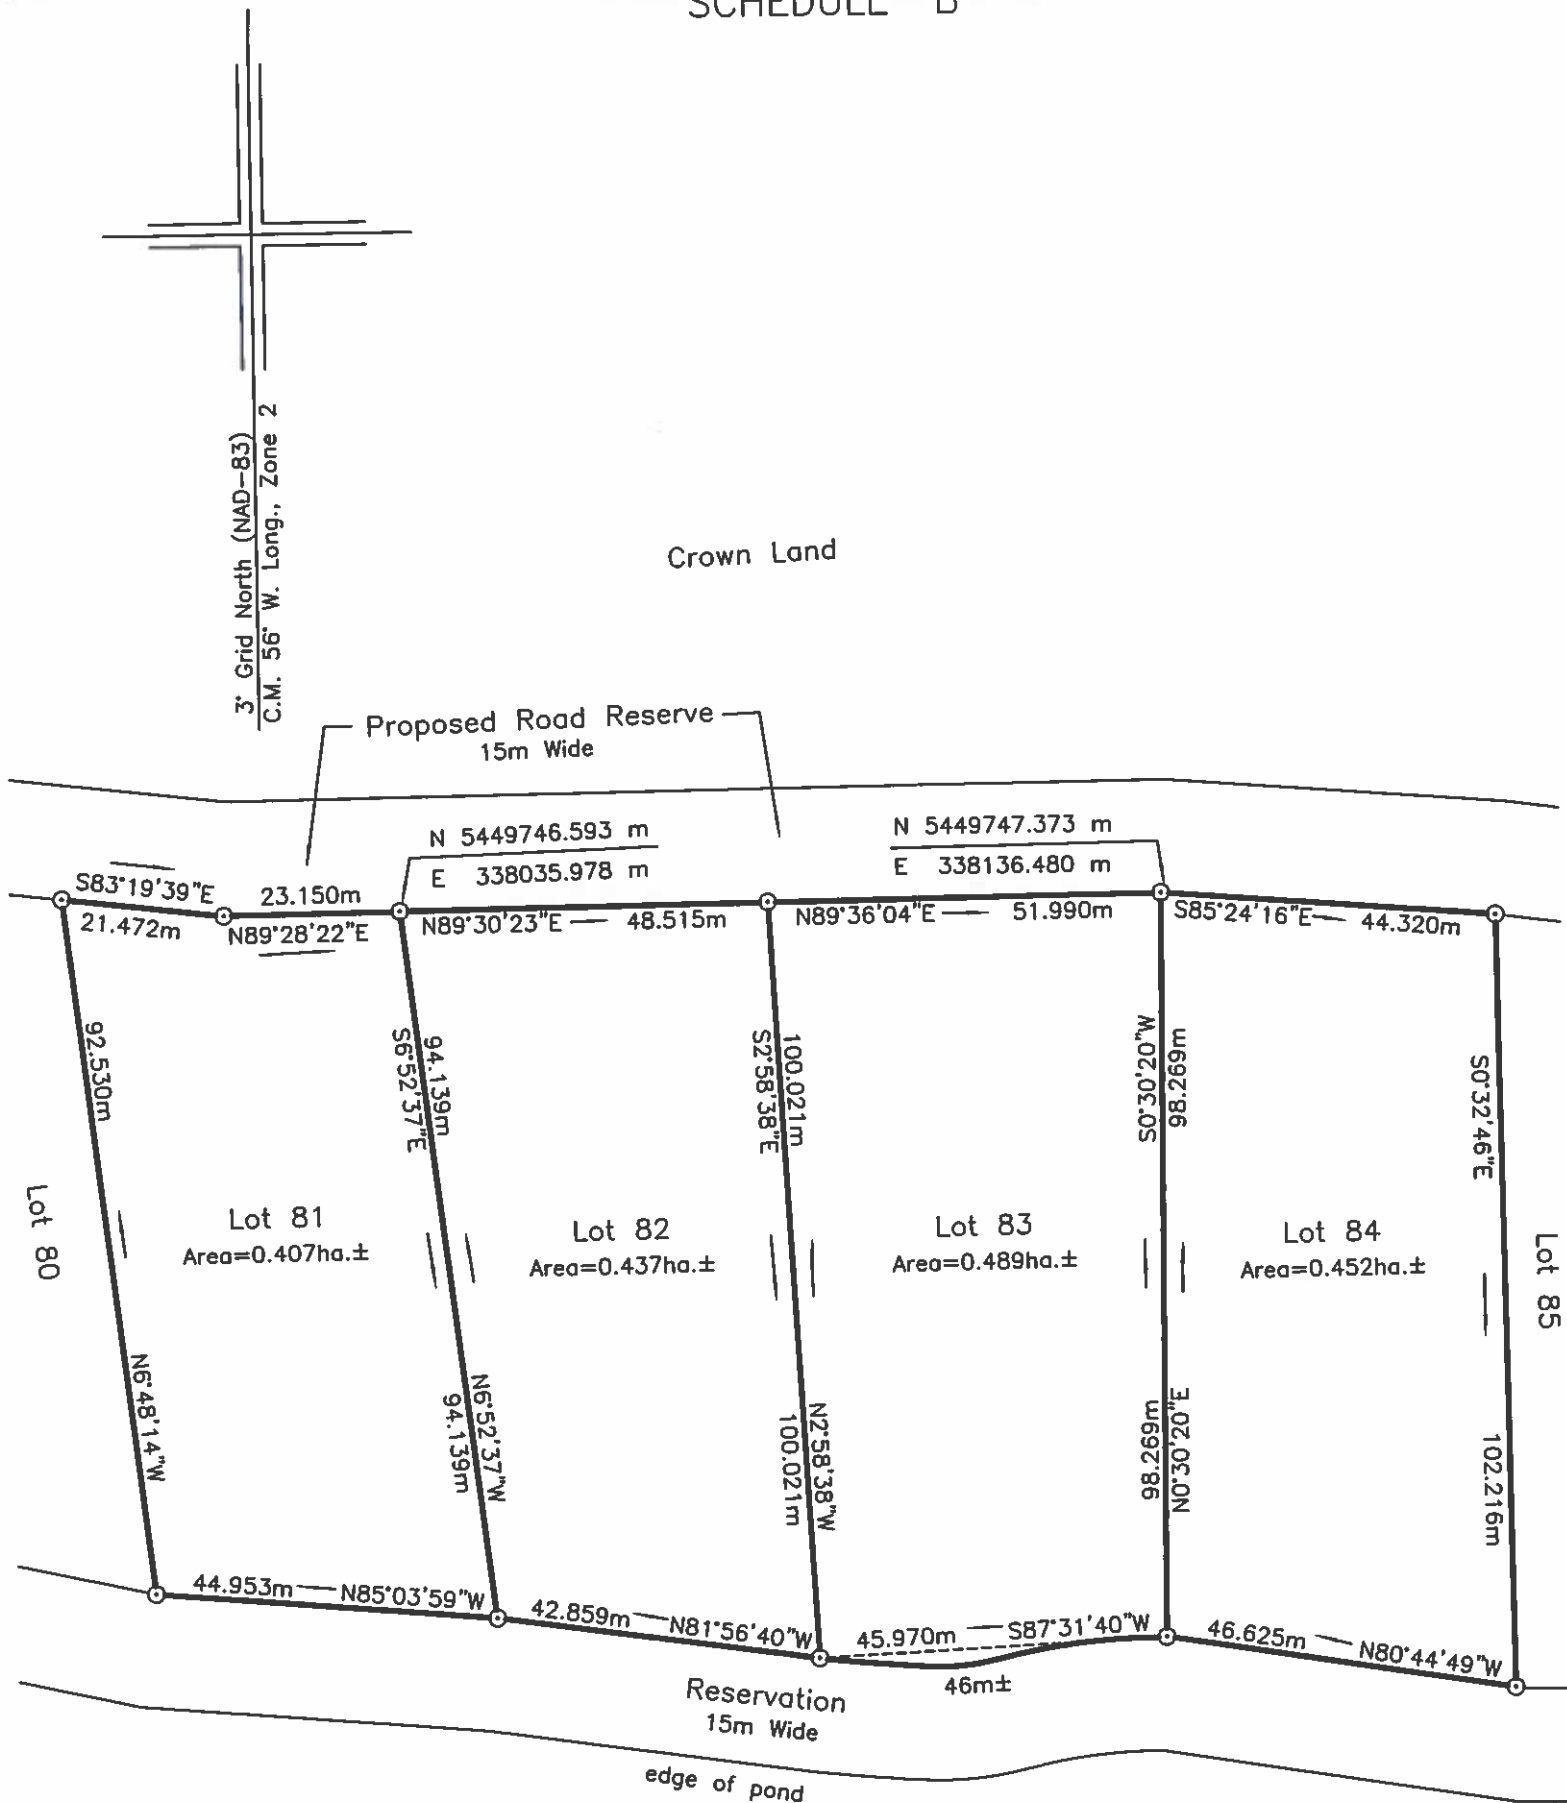 SCHEDULE "B"
3° Grid North (NAD-83)
C.M. 56° W. Long., Zone 2
Crown Land
Proposed Road Reserve
15m Wide
N 5449746.593 m
E 338035.978 m
N 5449747.373 m
E 338136.480 m
S83°19'39"E
21.472m
23.150m
N89°28'22"E
N89°30'23"E — 48.515m
N89°36'04"E — 51.990m
S85°24'16"E — 44.320m
92.530m
N6°48'14"W
94.139m
S6°52'37"E
N6°52'37"W
94.139m
100.021m
S2°58'38"E
N2°58'38"W
100.021m
S0°30'20"W
98.269m
98.269m
N0°30'20"E
S0°32'46"E
102.216m
Lot 80
Lot 81
Area=0.407ha.±
Lot 82
Area=0.437ha.±
Lot 83
Area=0.489ha.±
Lot 84
Area=0.452ha.±
Lot 85
44.953m — N85°03'59"W
42.859m — N81°56'40"W
45.970m — S87°31'40"W
46m±
46.625m — N80°44'49"W
Reservation
15m Wide
edge of pond